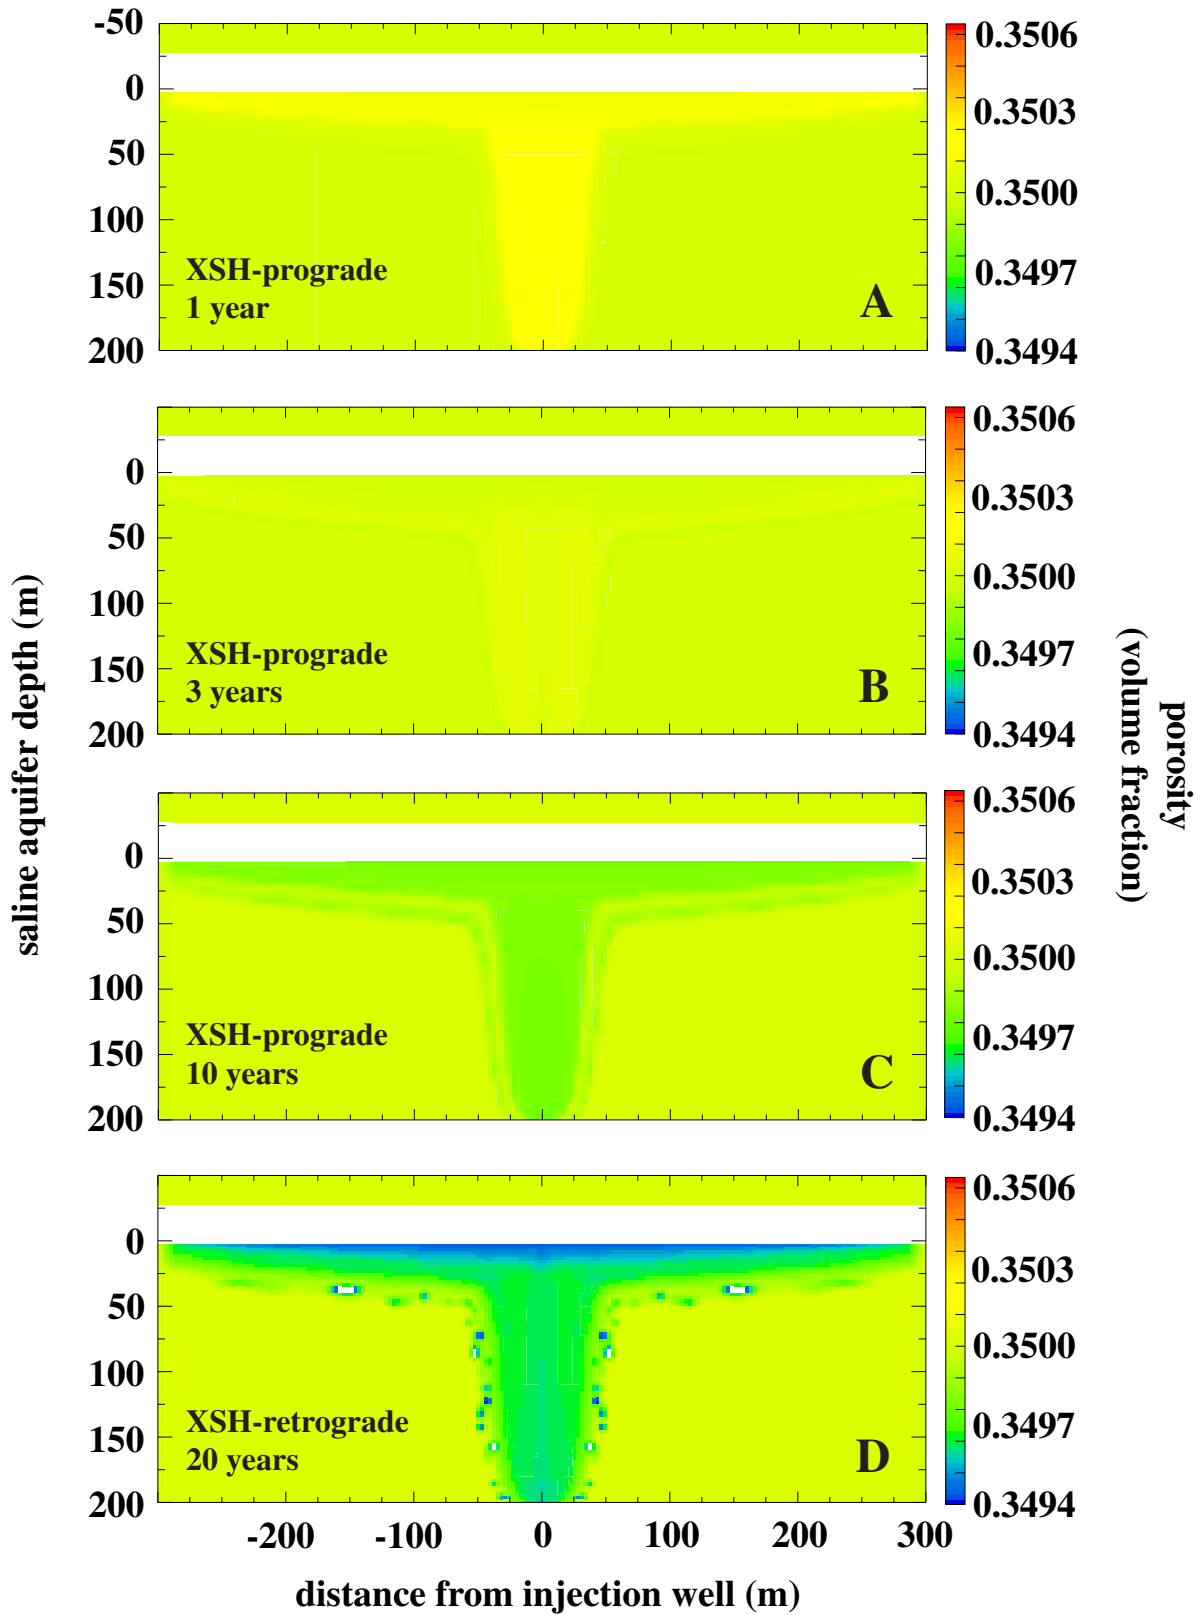 -50
0
50
100
150
200
XSH-prograde
1 year
A
0.3506
0.3503
0.3500
0.3497
0.3494
0
50
100
150
200
XSH-prograde
3 years
B
0.3506
0.3503
0.3500
0.3497
0.3494
0
50
100
150
200
XSH-prograde
10 years
C
0.3506
0.3503
0.3500
0.3497
0.3494
0
50
100
150
200
XSH-retrograde
20 years
D
0.3506
0.3503
0.3500
0.3497
0.3494
-200 -100 0 100 200 300
distance from injection well (m)
saline aquifer depth (m)
porosity
(volume fraction)